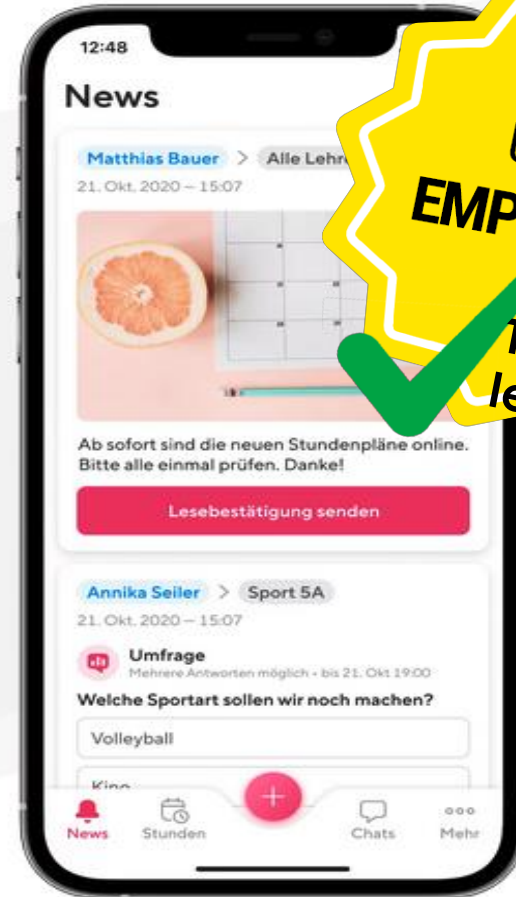 12:48
News
Matthias Bauer > Alle Lehr
21. Okt. 2020 – 15:07
EMP
le
Ab sofort sind die neuen Stundenpläne online.
Bitte alle einmal prüfen. Danke!
Lesebestätigung senden
Annika Seiler > Sport 5A
21. Okt. 2020 – 15:07
Umfrage
Mehrere Antworten möglich • bis 21. Okt 19:00
Welche Sportart sollen wir noch machen?
Volleyball
Kino
News Stunden + Chats Mehr